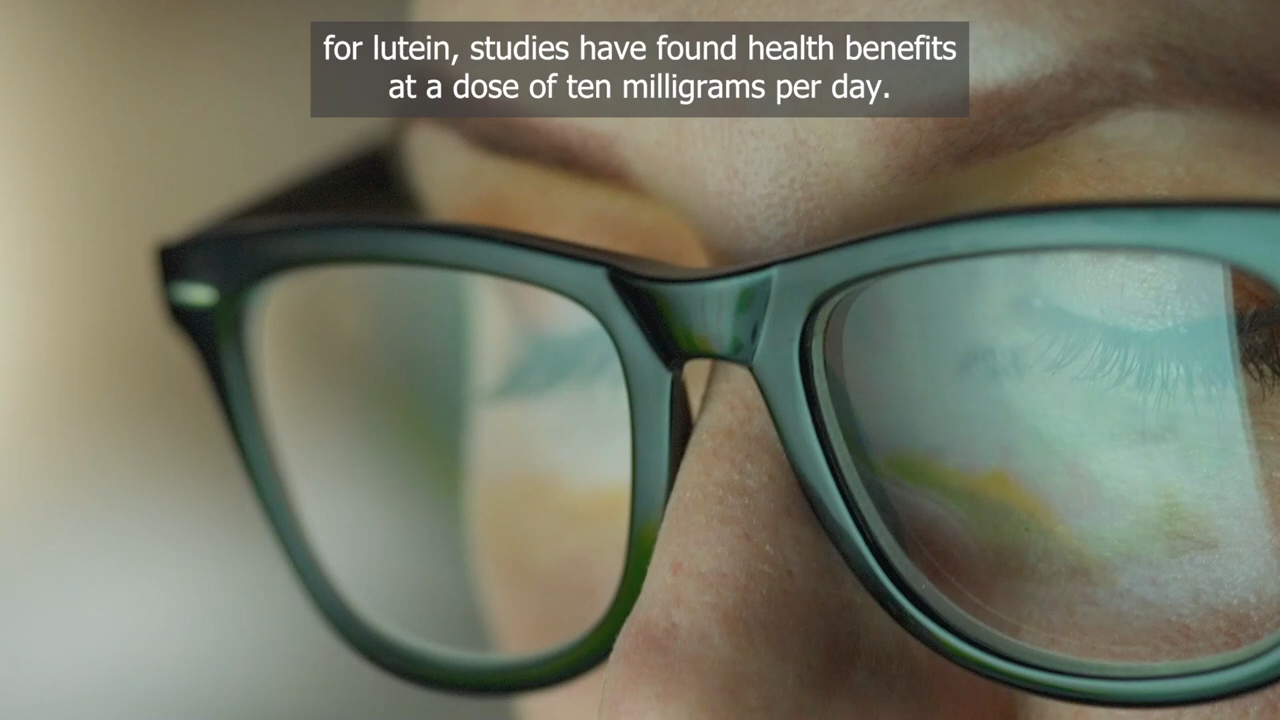 for lutein, studies have found health benefits
at a dose of ten milligrams per day.